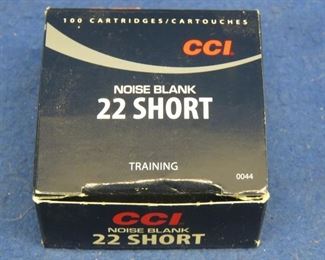 100 CARTRIDGES/CARTOUCHES
CCI
NOISE BLANK
22 SHORT
TRAINING
0044
CCI
NOISE BLANK
22 SHORT